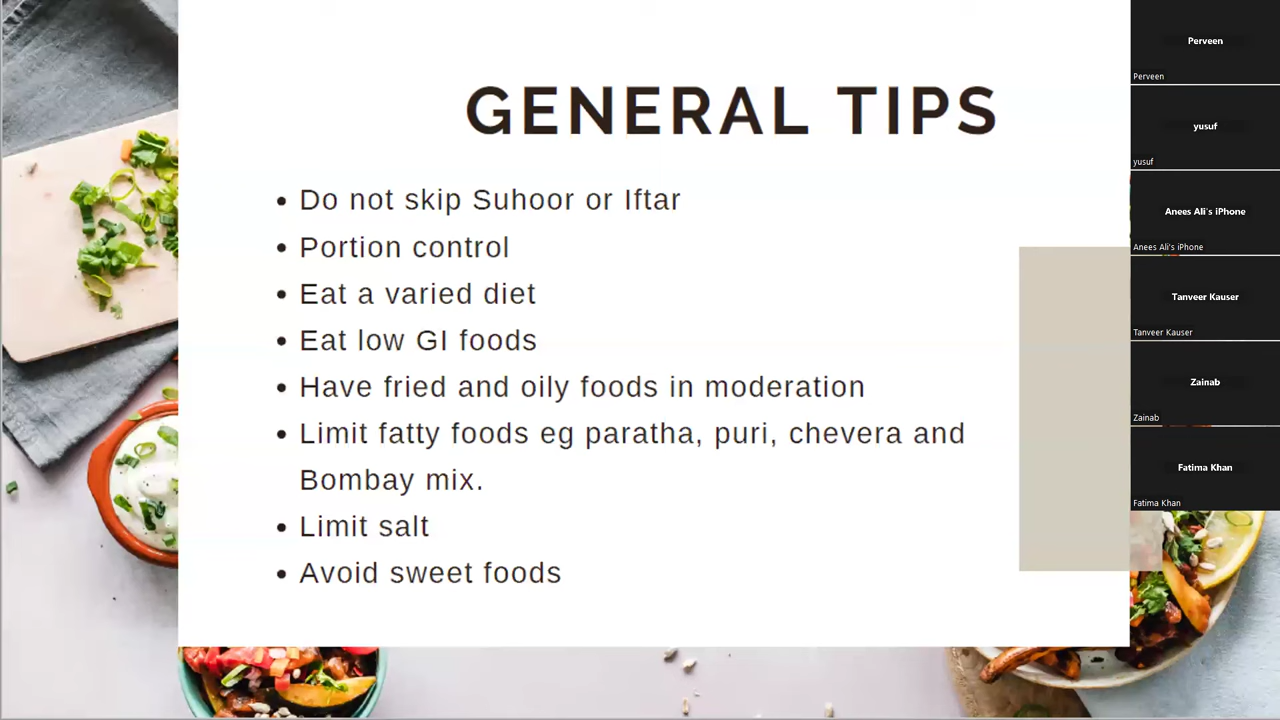 GENERAL TIPS
• Do not skip Suhoor or Iftar
• Portion control
• Eat a varied diet
• Eat low GI foods
• Have fried and oily foods in moderation
• Limit fatty foods eg paratha, puri, chevera and
Bombay mix.
• Limit salt
• Avoid sweet foods
Perveen
Perveen
yusuf
yusuf
Anees Ali's iPhone
Anees Ali's iPhone
Tanveer Kauser
Tanveer Kauser
Zainab
Zainab
Fatima Khan
Fatima Khan